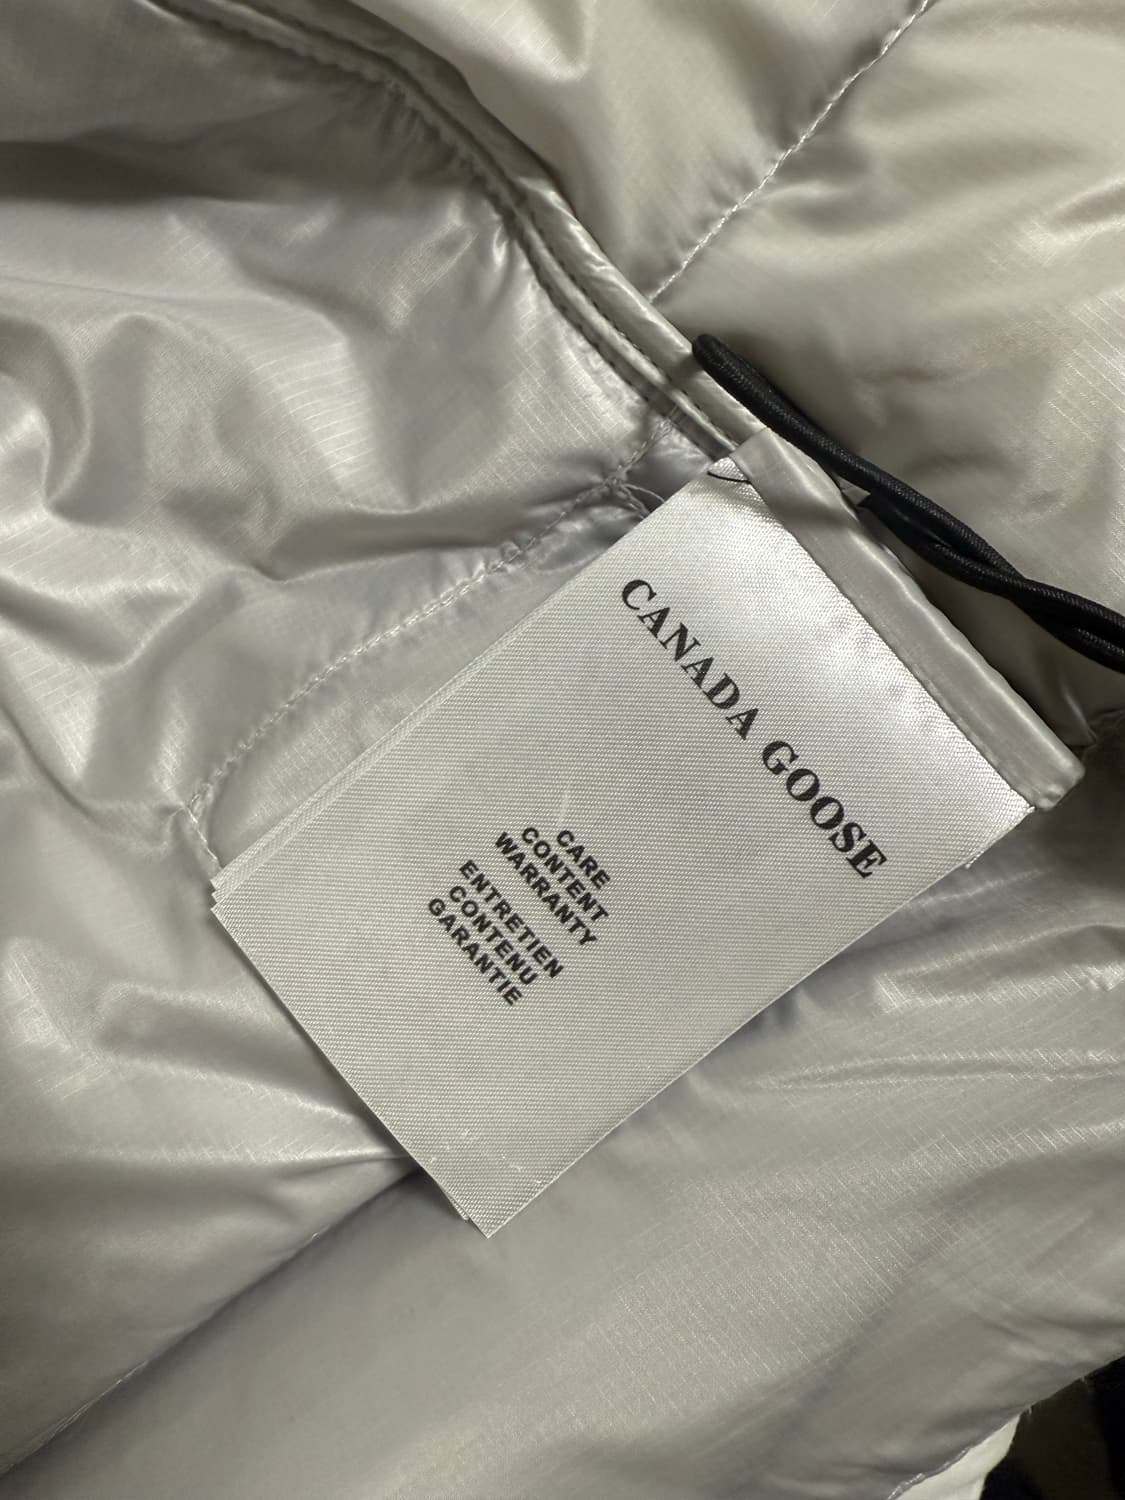 CANADA GOOSE
CARE
CONTENT
WARRANTY
ENTRETIEN
CONTENU
GARANTIE